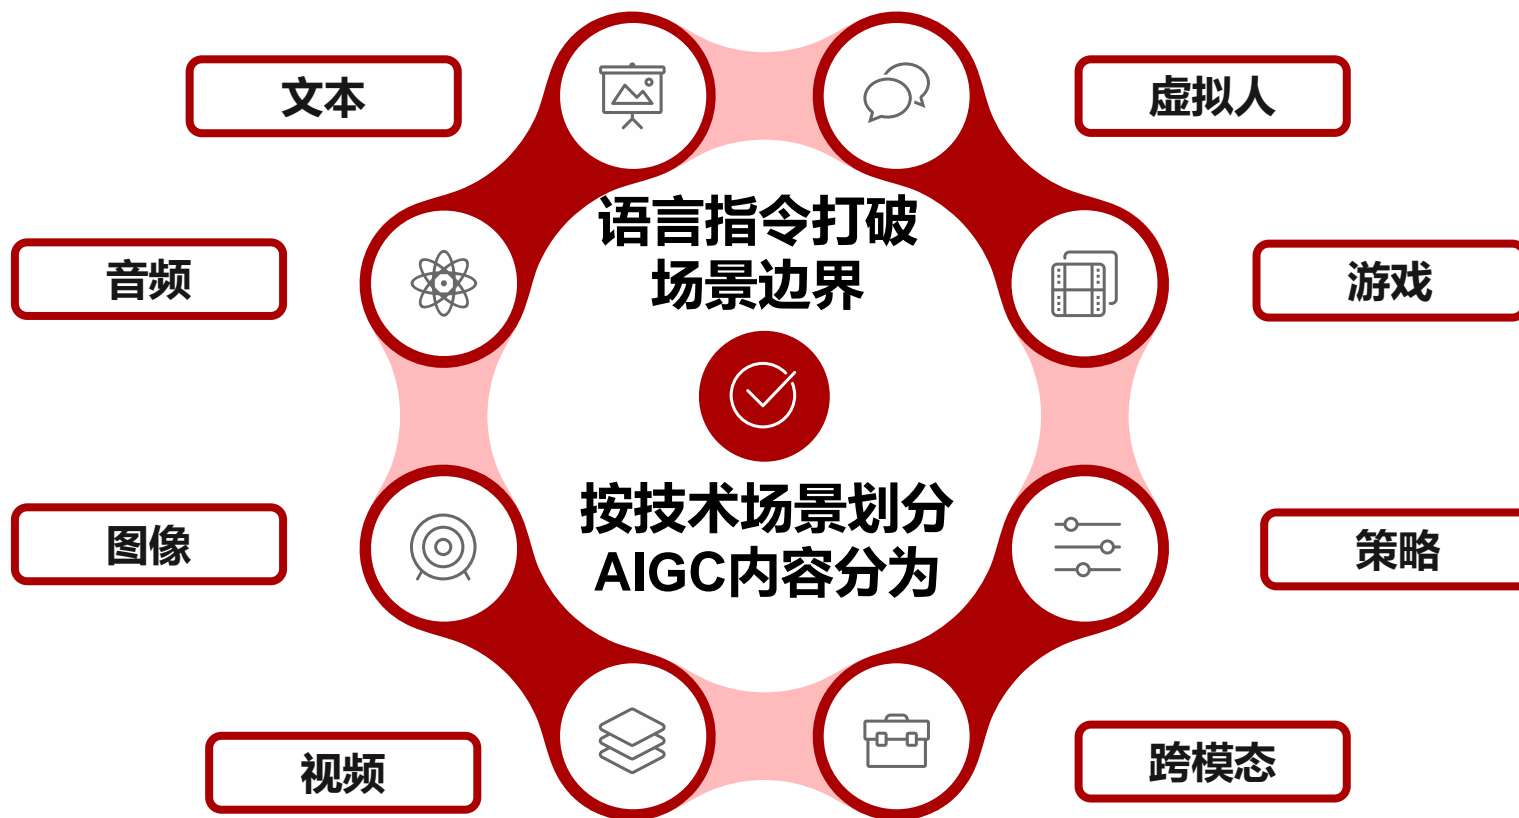 文本
虚拟人
语言指令打破
场景边界
音频
游戏
按技术场景划分
AIGC内容分为
图像
策略
视频
跨模态